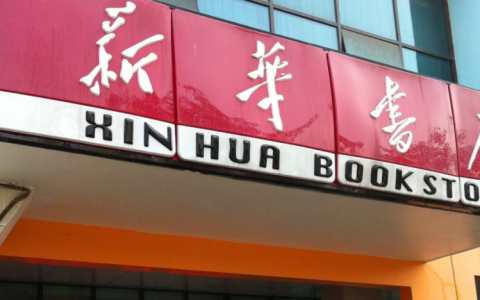 新華書
XIN HUA BOOKSTO